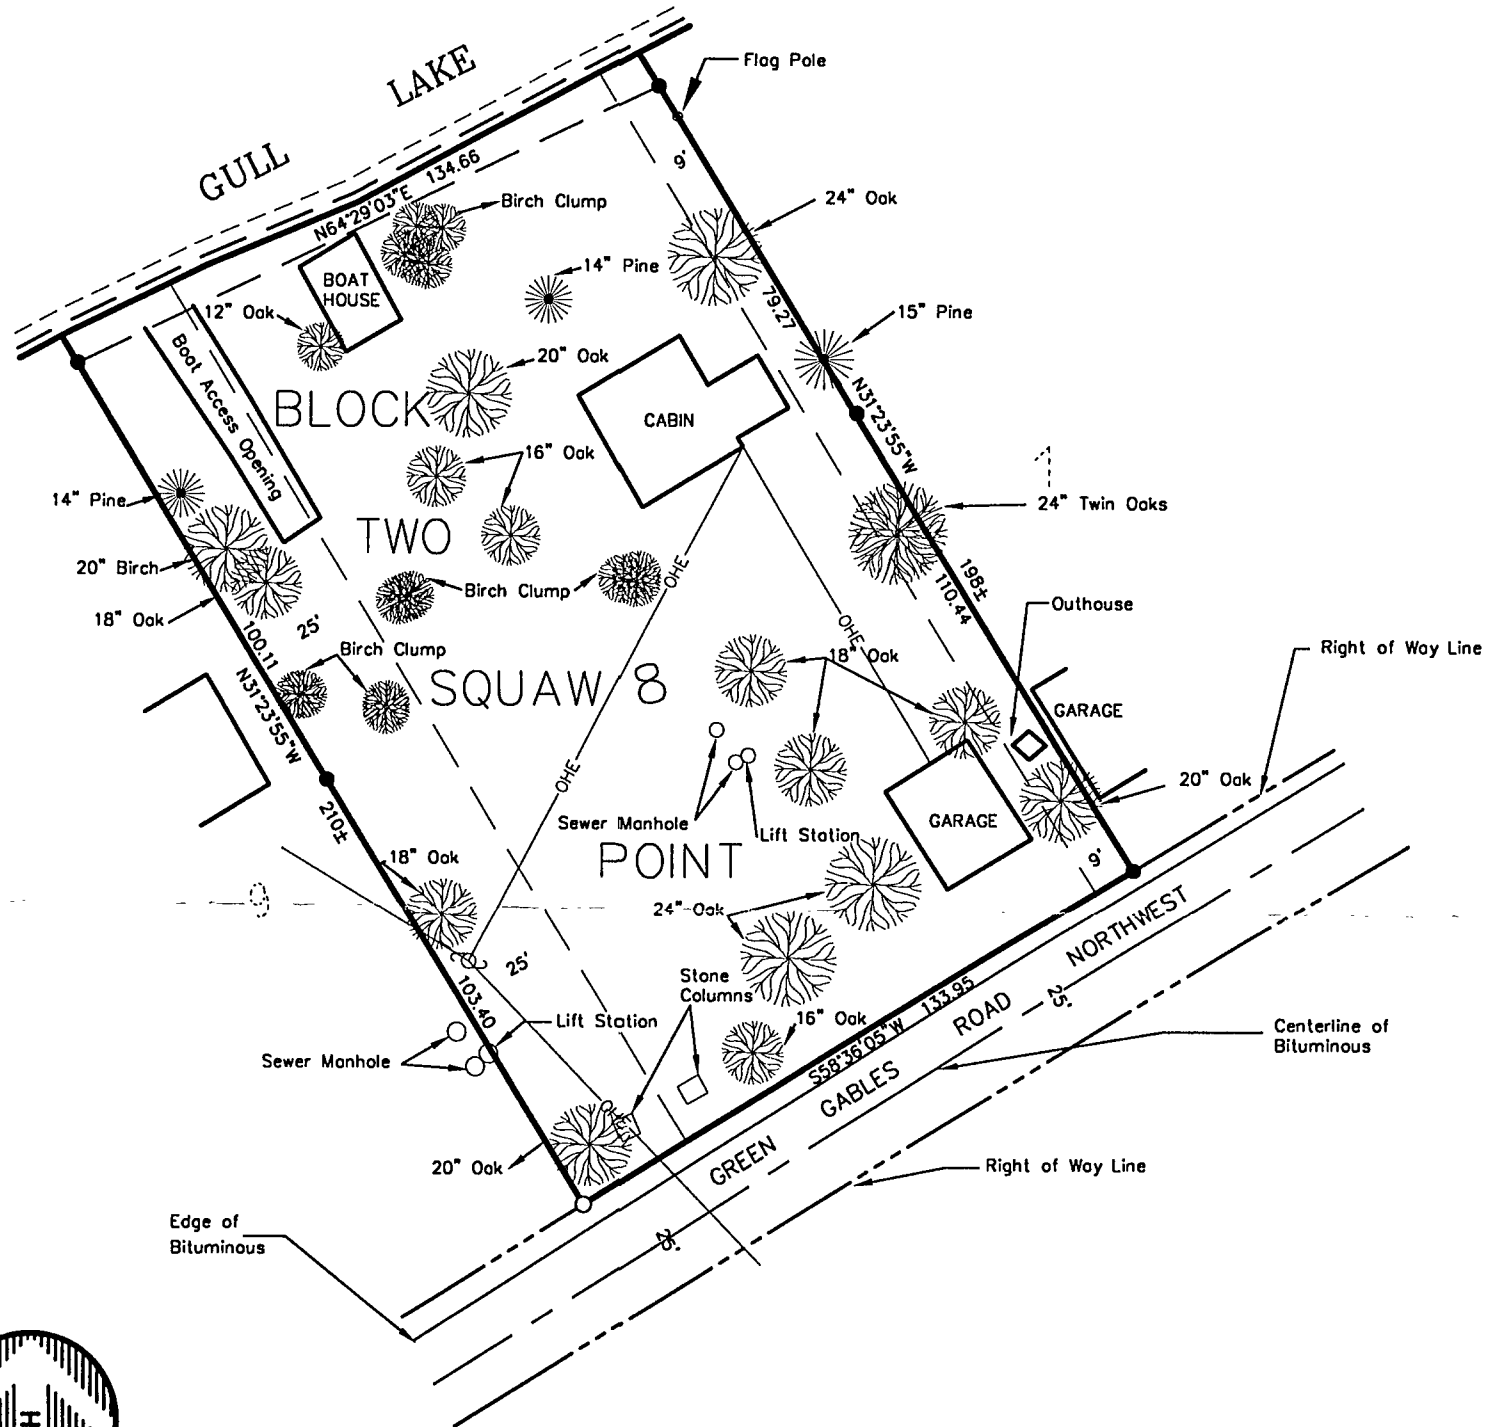 GULL LAKE
Flag Pole
N64°29'03"E 134.66
9'
Birch Clump
24" Oak
BOAT
HOUSE
14" Pine
12" Oak
79.27
15" Pine
Boat Access Opening
20" Oak
BLOCK
CABIN
N31°23'55"W
16" Oak
1
14" Pine
24" Twin Oaks
TWO
20" Birch
Birch Clump
OHE
198±
110.44
18" Oak
25'
Outhouse
100.11
OHE
Birch Clump
18" Oak
Right of Way Line
N31°23'55"W
SQUAW 8
GARAGE
OHE
20" Oak
210±
Sewer Manhole
Lift Station
GARAGE
POINT
18" Oak
9'
9
24" Oak
NORTHWEST
25'
Stone
Columns
103.40
133.95
25'
Lift Station
16" Oak
ROAD
Sewer Manhole
S58°36'05"W
Centerline of
Bituminous
GABLES
OHE
20" Oak
GREEN
Right of Way Line
Edge of
Bituminous
25'
H